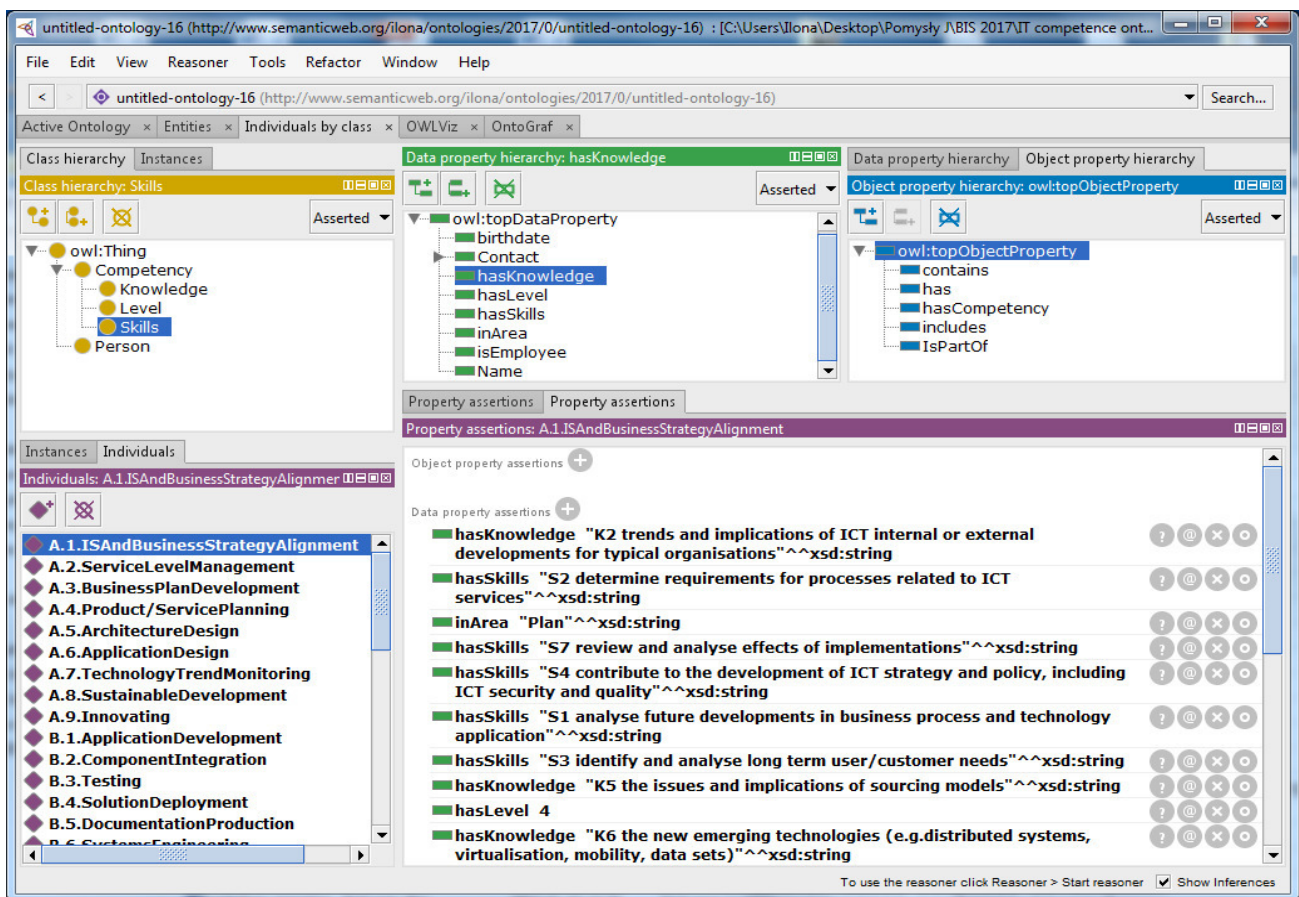 untitled-ontology-16 (http://www.semanticweb.org/ilona/ontologies/2017/0/untitled-ontology-16) : [C:\Users\Ilona\Desktop\Pomysły J\BIS 2017\IT competence ont...
File Edit View Reasoner Tools Refactor Window Help
< > untitled-ontology-16 (http://www.semanticweb.org/ilona/ontologies/2017/0/untitled-ontology-16) Search...
Active Ontology × Entities × Individuals by class × OWLViz × OntoGraf ×
Class hierarchy Instances
Class hierarchy: Skills
Asserted
owl:Thing
Competency
Knowledge
Level
Skills
Person
Data property hierarchy: hasKnowledge
Asserted
owl:topDataProperty
birthdate
Contact
hasKnowledge
hasLevel
hasSkills
inArea
isEmployee
Name
Data property hierarchy Object property hierarchy
Object property hierarchy: owl:topObjectProperty
Asserted
owl:topObjectProperty
contains
has
hasCompetency
includes
IsPartOf
Instances Individuals
Individuals: A.1.ISAndBusinessStrategyAlignmer
A.1.ISAndBusinessStrategyAlignment
A.2.ServiceLevelManagement
A.3.BusinessPlanDevelopment
A.4.Product/ServicePlanning
A.5.ArchitectureDesign
A.6.ApplicationDesign
A.7.TechnologyTrendMonitoring
A.8.SustainableDevelopment
A.9.Innovating
B.1.ApplicationDevelopment
B.2.ComponentIntegration
B.3.Testing
B.4.SolutionDeployment
B.5.DocumentationProduction
B.6.SystemsEngineering
Property assertions Property assertions
Property assertions: A.1.ISAndBusinessStrategyAlignment
Object property assertions
Data property assertions
hasKnowledge "K2 trends and implications of ICT internal or external
developments for typical organisations"^^xsd:string
hasSkills "S2 determine requirements for processes related to ICT
services"^^xsd:string
inArea "Plan"^^xsd:string
hasSkills "S7 review and analyse effects of implementations"^^xsd:string
hasSkills "S4 contribute to the development of ICT strategy and policy, including
ICT security and quality"^^xsd:string
hasSkills "S1 analyse future developments in business process and technology
application"^^xsd:string
hasSkills "S3 identify and analyse long term user/customer needs"^^xsd:string
hasKnowledge "K5 the issues and implications of sourcing models"^^xsd:string
hasLevel 4
hasKnowledge "K6 the new emerging technologies (e.g.distributed systems,
virtualisation, mobility, data sets)"^^xsd:string
To use the reasoner click Reasoner > Start reasoner Show Inferences